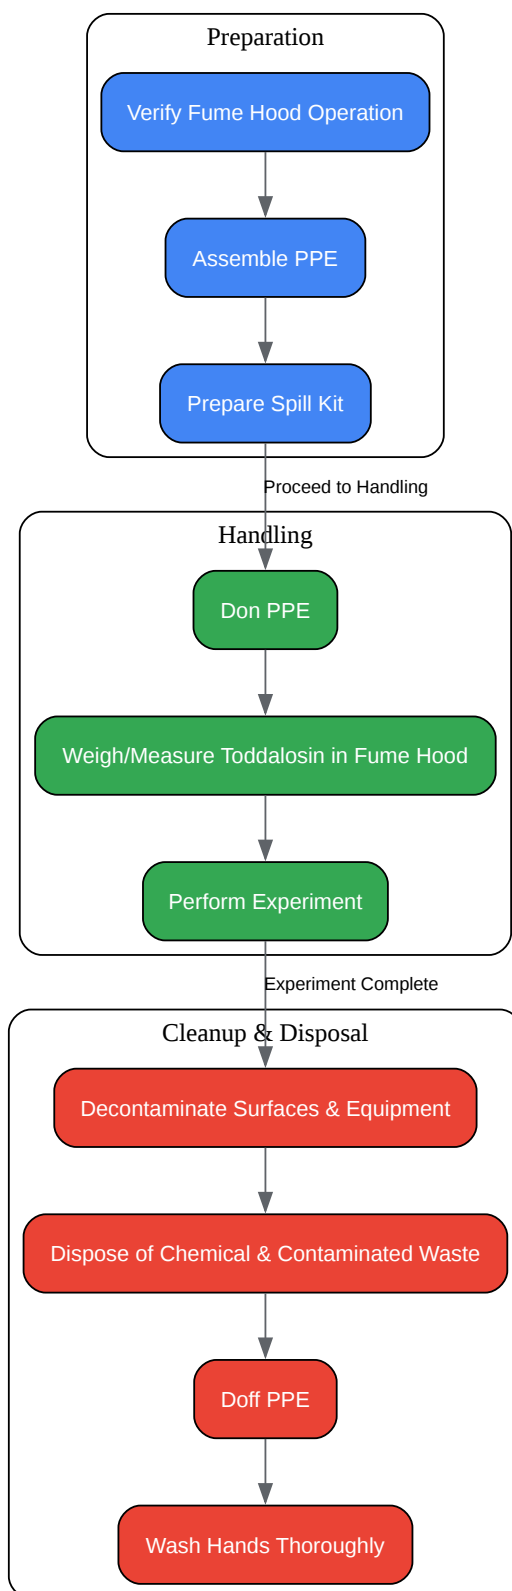 Preparation
Verify Fume Hood Operation
Assemble PPE
Prepare Spill Kit
Proceed to Handling
Handling
Don PPE
Weigh/Measure Toddalosin in Fume Hood
Perform Experiment
Experiment Complete
Cleanup & Disposal
Decontaminate Surfaces & Equipment
Dispose of Chemical & Contaminated Waste
Doff PPE
Wash Hands Thoroughly